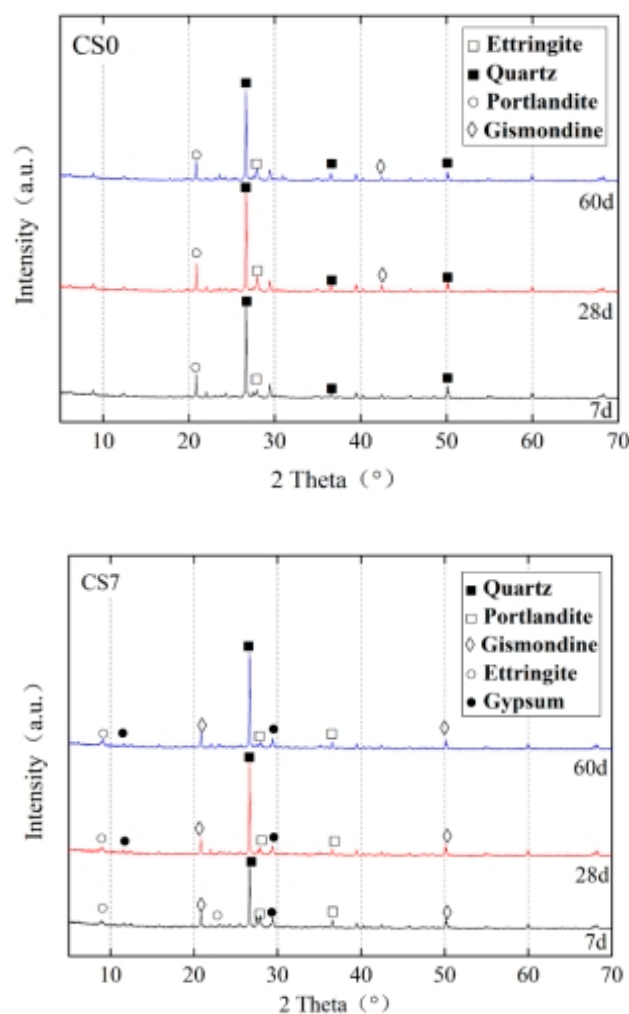 CS0
□ Ettringite
■ Quartz
○ Portlandite
◇ Gismondine
Intensity（a.u.）
60d
28d
7d
10 20 30 40 50 60 70
2 Theta（°）
CS7
■ Quartz
□ Portlandite
◇ Gismondine
○ Ettringite
● Gypsum
Intensity（a.u.）
60d
28d
7d
10 20 30 40 50 60 70
2 Theta（°）